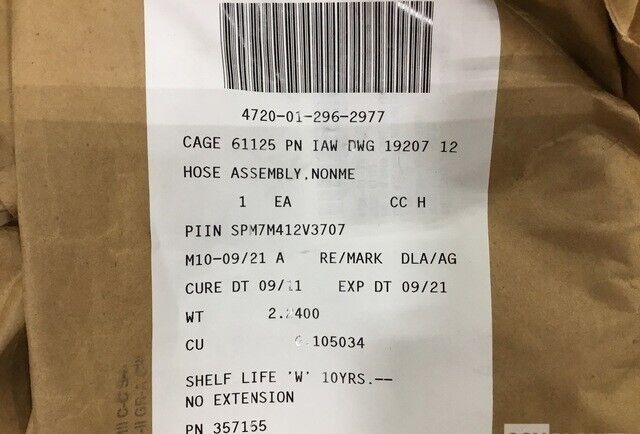 4720-01-296-2977
CAGE 61125 PN IAW DWG 19207 12
HOSE ASSEMBLY,NONME
1 EA CC H
PIIN SPM7M412V3707
M10-09/21 A RE/MARK DLA/AG
CURE DT 09/11 EXP DT 09/21
WT
CU
SHELF LIFE 'W' 10YRS.--
NO EXTENSION
PN 357155